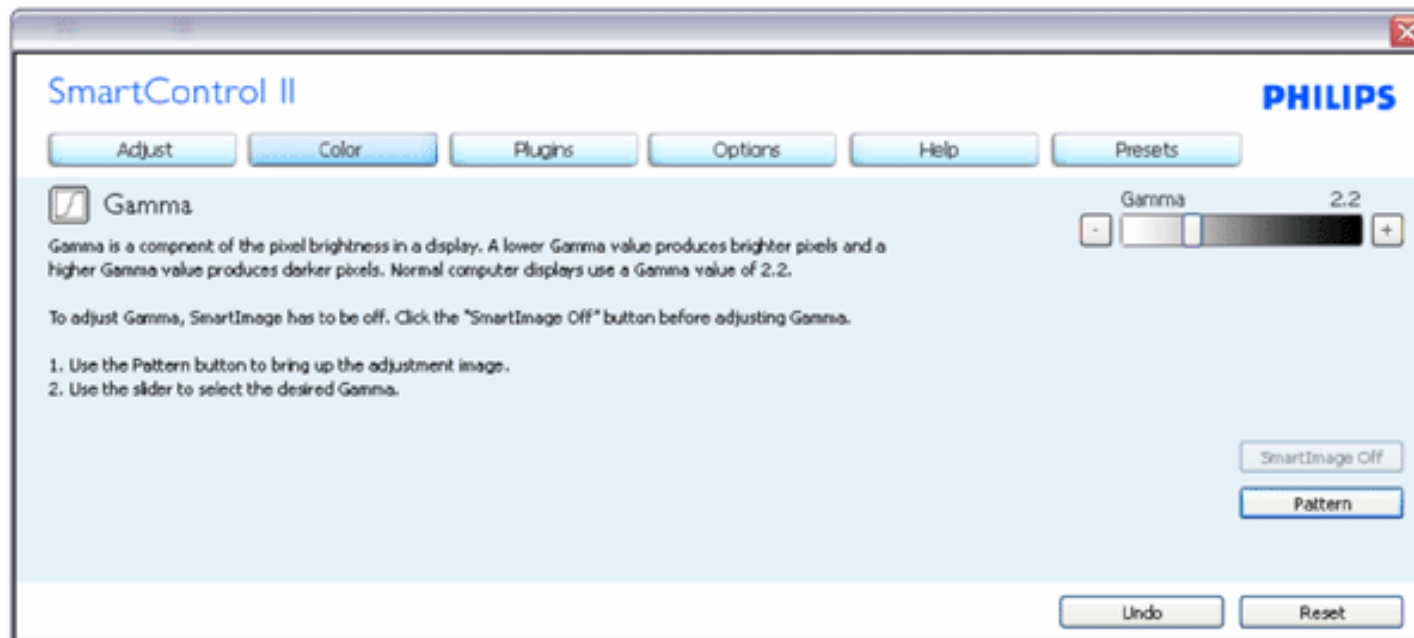 SmartControl II
PHILIPS
Adjust
Color
Plugins
Options
Help
Presets
Gamma
Gamma is a compnent of the pixel brightness in a display. A lower Gamma value produces brighter pixels and a
higher Gamma value produces darker pixels. Normal computer displays use a Gamma value of 2.2.
To adjust Gamma, SmartImage has to be off. Click the "SmartImage Off" button before adjusting Gamma.
1. Use the Pattern button to bring up the adjustment image.
2. Use the slider to select the desired Gamma.
Gamma 2.2
- +
SmartImage Off
Pattern
Undo
Reset